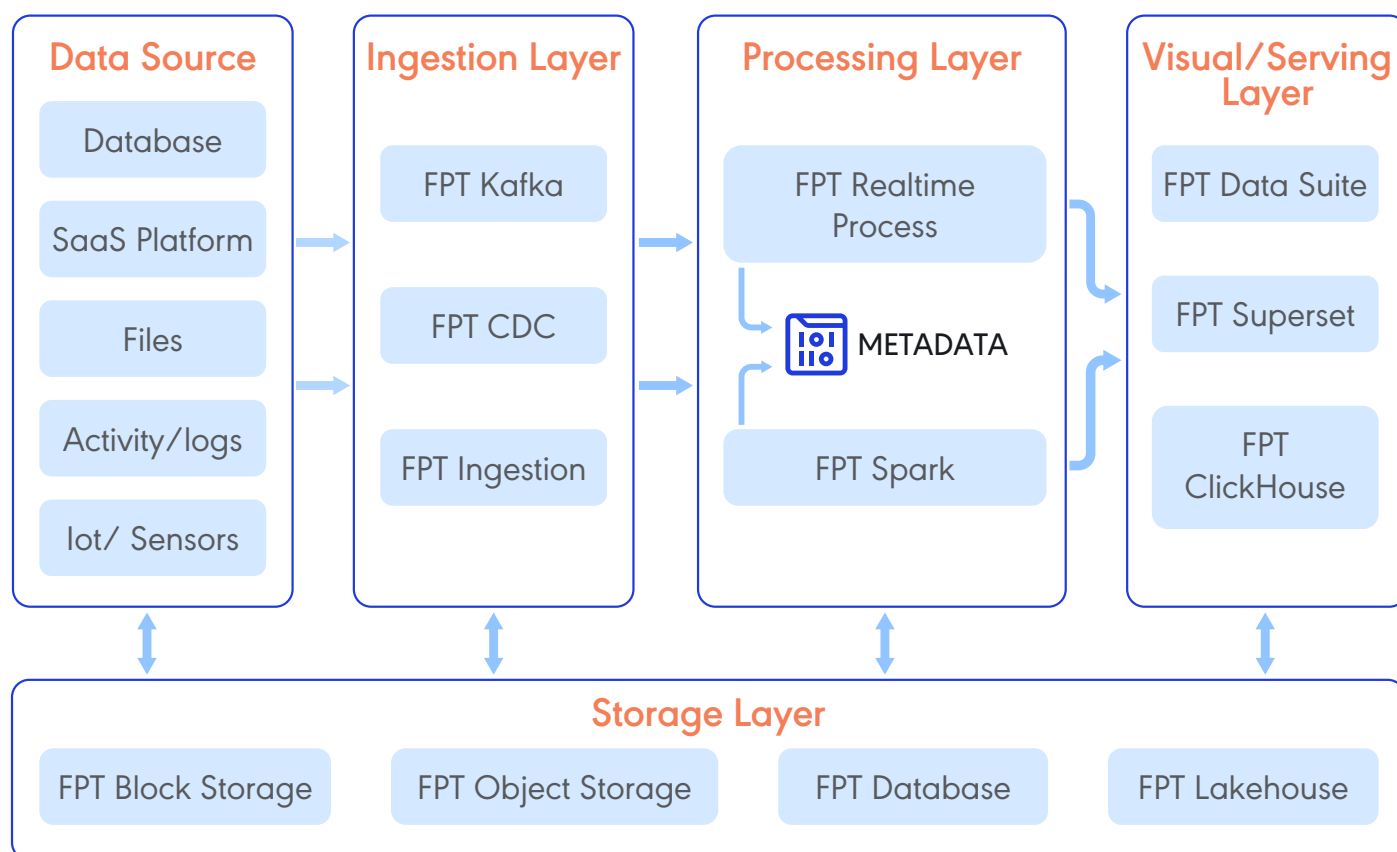 Data Source
Database
SaaS Platform
Files
Activity/logs
Iot/ Sensors
Ingestion Layer
FPT Kafka
FPT CDC
FPT Ingestion
Processing Layer
FPT Realtime
Process
METADATA
FPT Spark
Visual/Serving
Layer
FPT Data Suite
FPT Superset
FPT
ClickHouse
Storage Layer
FPT Block Storage
FPT Object Storage
FPT Database
FPT Lakehouse